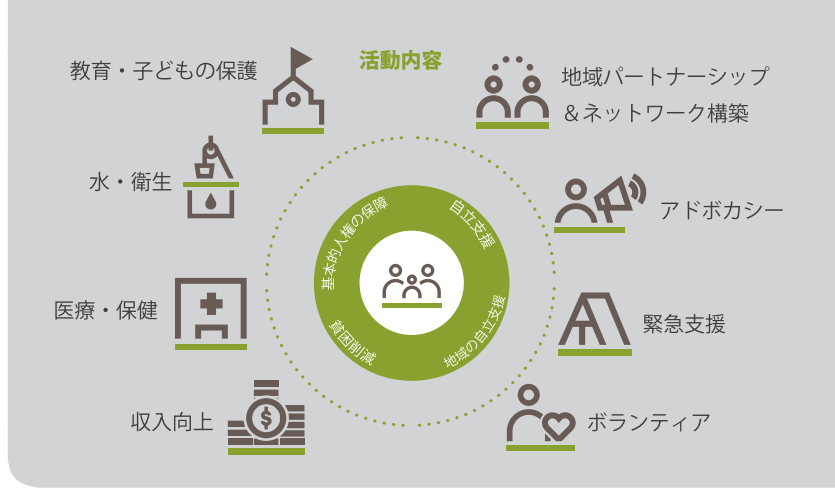 活動内容
教育・子どもの保護
水・衛生
医療・保健
収入向上
地域パートナーシップ
＆ネットワーク構築
アドボカシー
緊急支援
ボランティア
基本的人権の保障
自立支援
貧困削減
地域の自立支援
$